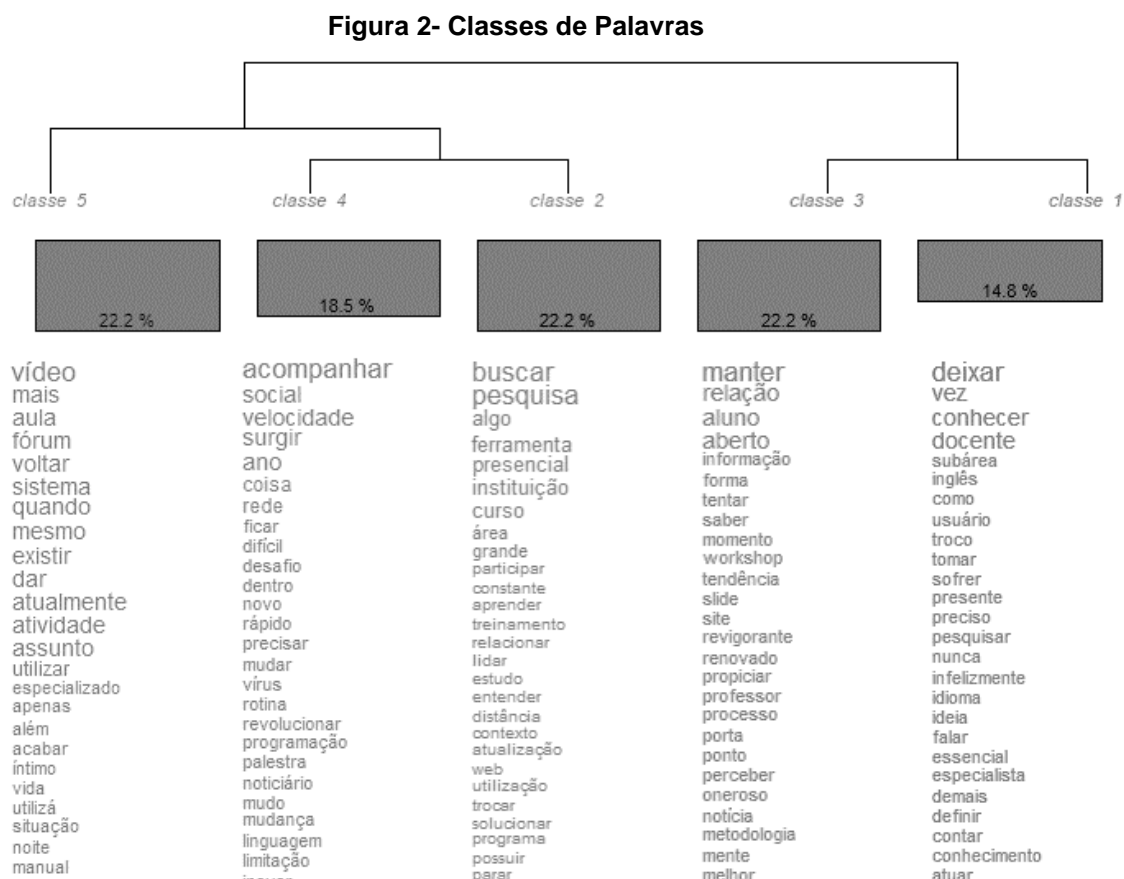 Figura 2- Classes de Palavras
classe 5
classe 4
classe 2
classe 3
classe 1
22.2 %
18.5 %
22.2 %
22.2 %
14.8 %
vídeo
mais
aula
fórum
voltar
sistema
quando
mesmo
existir
dar
atualmente
atividade
assunto
utilizar
especializado
apenas
além
acabar
íntimo
vida
utilizá
situação
noite
manual
acompanhar
social
velocidade
surgir
ano
coisa
rede
ficar
difícil
desafio
dentro
novo
rápido
precisar
mudar
vírus
rotina
revolucionar
programação
palestra
noticiário
mudo
mudança
linguagem
limitação
buscar
pesquisa
algo
ferramenta
presencial
instituição
curso
área
grande
participar
constante
aprender
treinamento
relacionar
lidar
estudo
entender
distância
contexto
atualização
web
utilização
trocar
solucionar
programa
possuir
parar
manter
relação
aluno
aberto
informação
forma
tentar
saber
momento
workshop
tendência
slide
site
revigorante
renovado
propiciar
professor
processo
porta
ponto
perceber
oneroso
notícia
metodologia
mente
melhor
deixar
vez
conhecer
docente
subárea
inglês
como
usuário
troco
tomar
sofrer
presente
preciso
pesquisar
nunca
infelizmente
idioma
ideia
falar
essencial
especialista
demais
definir
contar
conhecimento
atuar